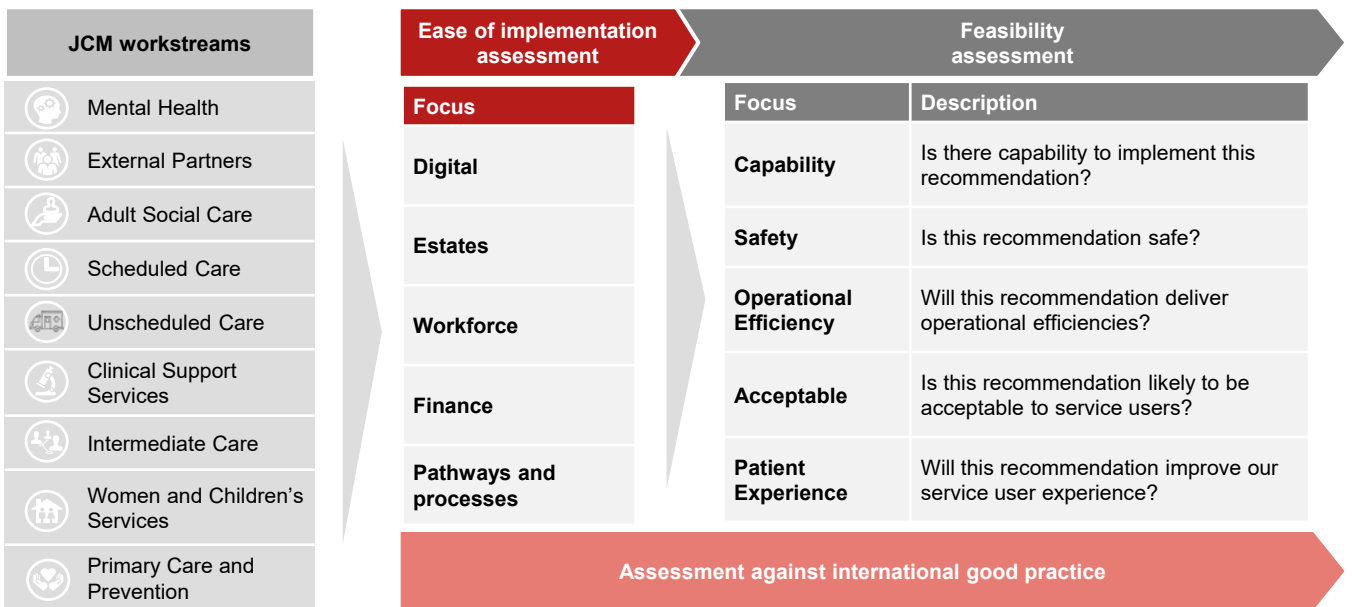 JCM workstreams
Mental Health
External Partners
Adult Social Care
Scheduled Care
Unscheduled Care
Clinical Support
Services
Intermediate Care
Women and Children’s
Services
Primary Care and
Prevention
Ease of implementation
assessment
Focus
Digital
Estates
Workforce
Finance
Pathways and
processes
Feasibility
assessment
Focus
Description
Capability
Is there capability to implement this
recommendation?
Safety
Is this recommendation safe?
Operational
Efficiency
Will this recommendation deliver
operational efficiencies?
Acceptable
Is this recommendation likely to be
acceptable to service users?
Patient
Experience
Will this recommendation improve our
service user experience?
Assessment against international good practice